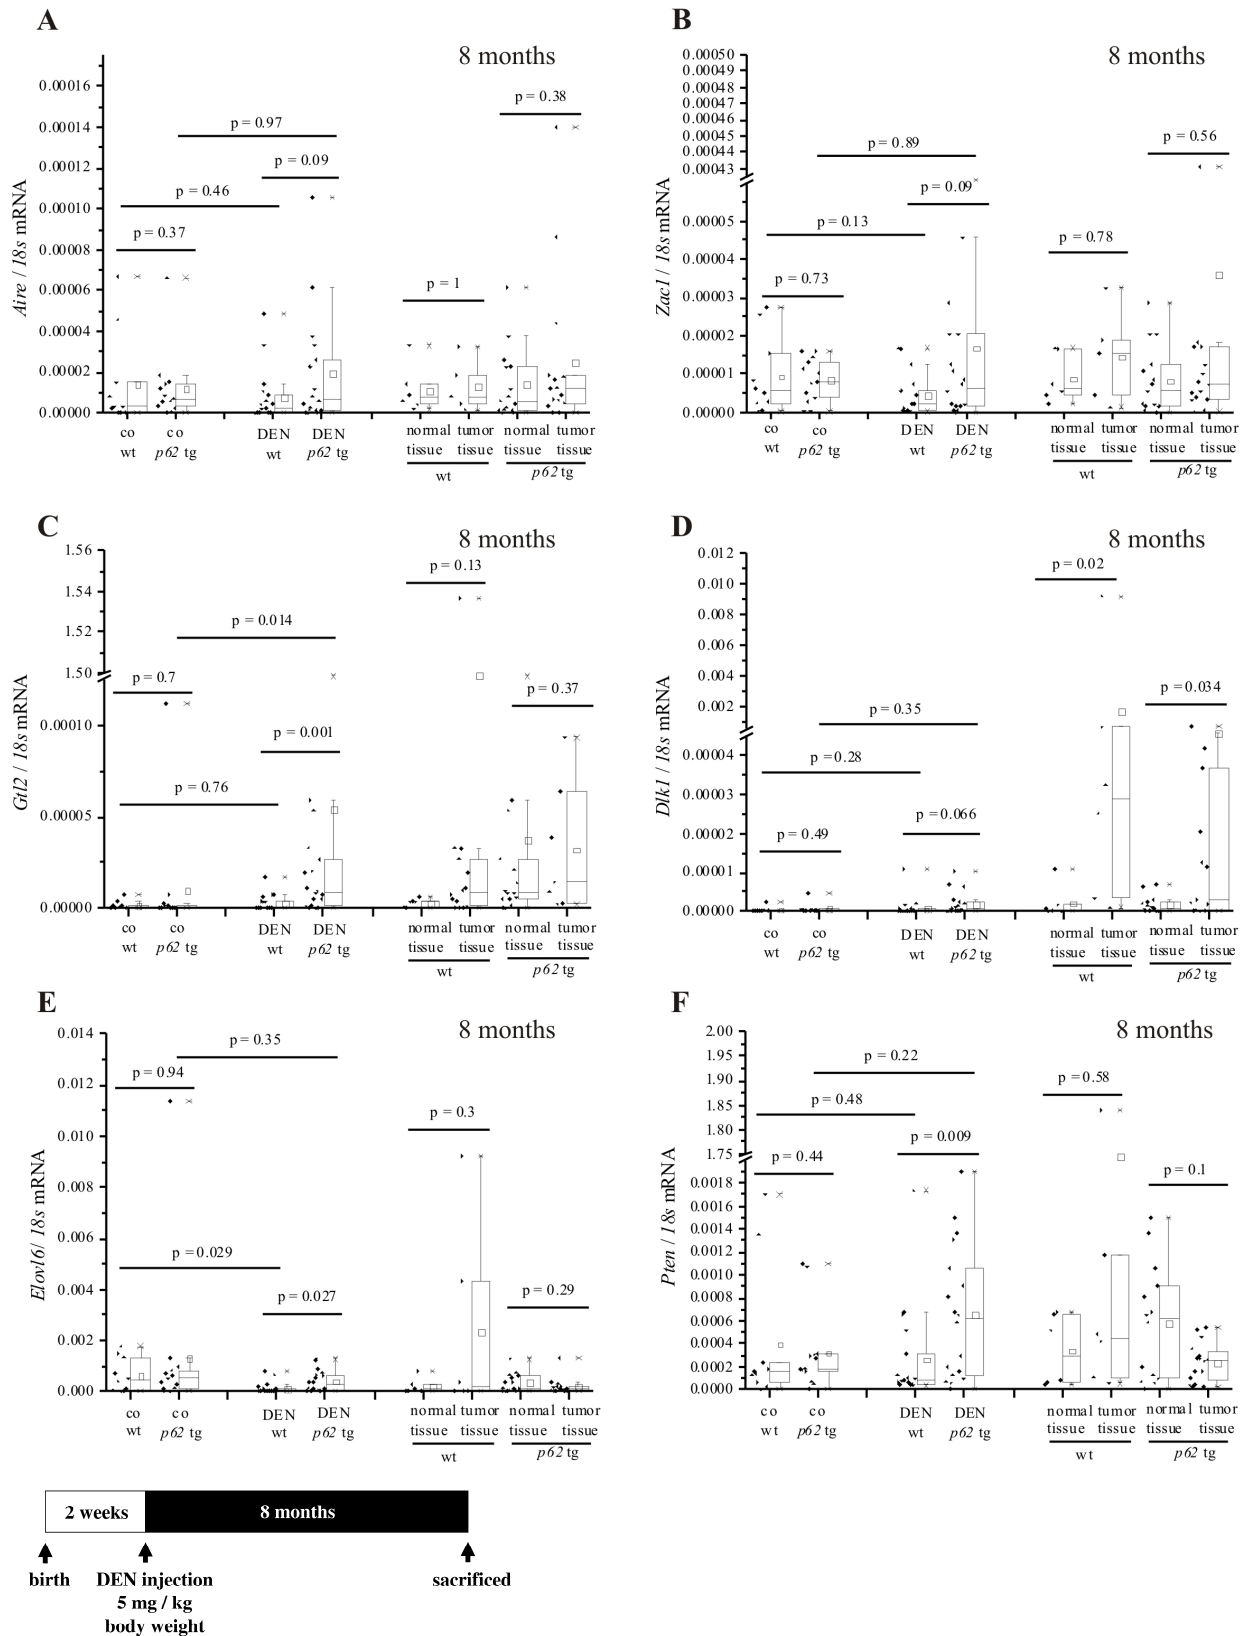 A
8 months
0.00016
0.00014
0.00012
0.00010
0.00008
0.00006
0.00004
0.00002
0.00000
Aire / 18s mRNA
p = 0.38
p = 0.97
p = 0.09
p = 0.46
p = 0.37
p = 1
co wt
co p62 tg
DEN wt
DEN p62 tg
normal tissue
tumor tissue
normal tissue
tumor tissue
wt
p62 tg
B
8 months
0.00050
0.00049
0.00048
0.00047
0.00046
0.00045
0.00044
0.00043
0.00005
0.00004
0.00003
0.00002
0.00001
0.00000
Zac1 / 18s mRNA
p = 0.56
p = 0.89
p = 0.09
p = 0.13
p = 0.78
p = 0.73
co wt
co p62 tg
DEN wt
DEN p62 tg
normal tissue
tumor tissue
normal tissue
tumor tissue
wt
p62 tg
C
8 months
1.56
1.54
1.52
1.50
0.00010
0.00005
0.00000
Gtl2 / 18s mRNA
p = 0.13
p = 0.014
p = 0.7
p = 0.37
p = 0.001
p = 0.76
co wt
co p62 tg
DEN wt
DEN p62 tg
normal tissue
tumor tissue
normal tissue
tumor tissue
wt
p62 tg
D
8 months
0.012
0.010
0.008
0.006
0.004
0.002
0.00004
0.00003
0.00002
0.00001
0.00000
Dlk1 / 18s mRNA
p = 0.02
p = 0.034
p = 0.35
p = 0.28
p = 0.066
p = 0.49
co wt
co p62 tg
DEN wt
DEN p62 tg
normal tissue
tumor tissue
normal tissue
tumor tissue
wt
p62 tg
E
8 months
0.014
0.012
0.010
0.008
0.006
0.004
0.002
0.000
Elovl6/ 18s mRNA
p = 0.35
p = 0.94
p = 0.3
p = 0.029
p = 0.027
p = 0.29
co wt
co p62 tg
DEN wt
DEN p62 tg
normal tissue
tumor tissue
normal tissue
tumor tissue
wt
p62 tg
F
8 months
2.00
1.95
1.90
1.85
1.80
1.75
0.0018
0.0016
0.0014
0.0012
0.0010
0.0008
0.0006
0.0004
0.0002
0.0000
Pten / 18s mRNA
p = 0.22
p = 0.58
p = 0.48
p = 0.009
p = 0.44
p = 0.1
co wt
co p62 tg
DEN wt
DEN p62 tg
normal tissue
tumor tissue
normal tissue
tumor tissue
wt
p62 tg
2 weeks
8 months
birth
DEN injection
5 mg / kg
body weight
sacrificed